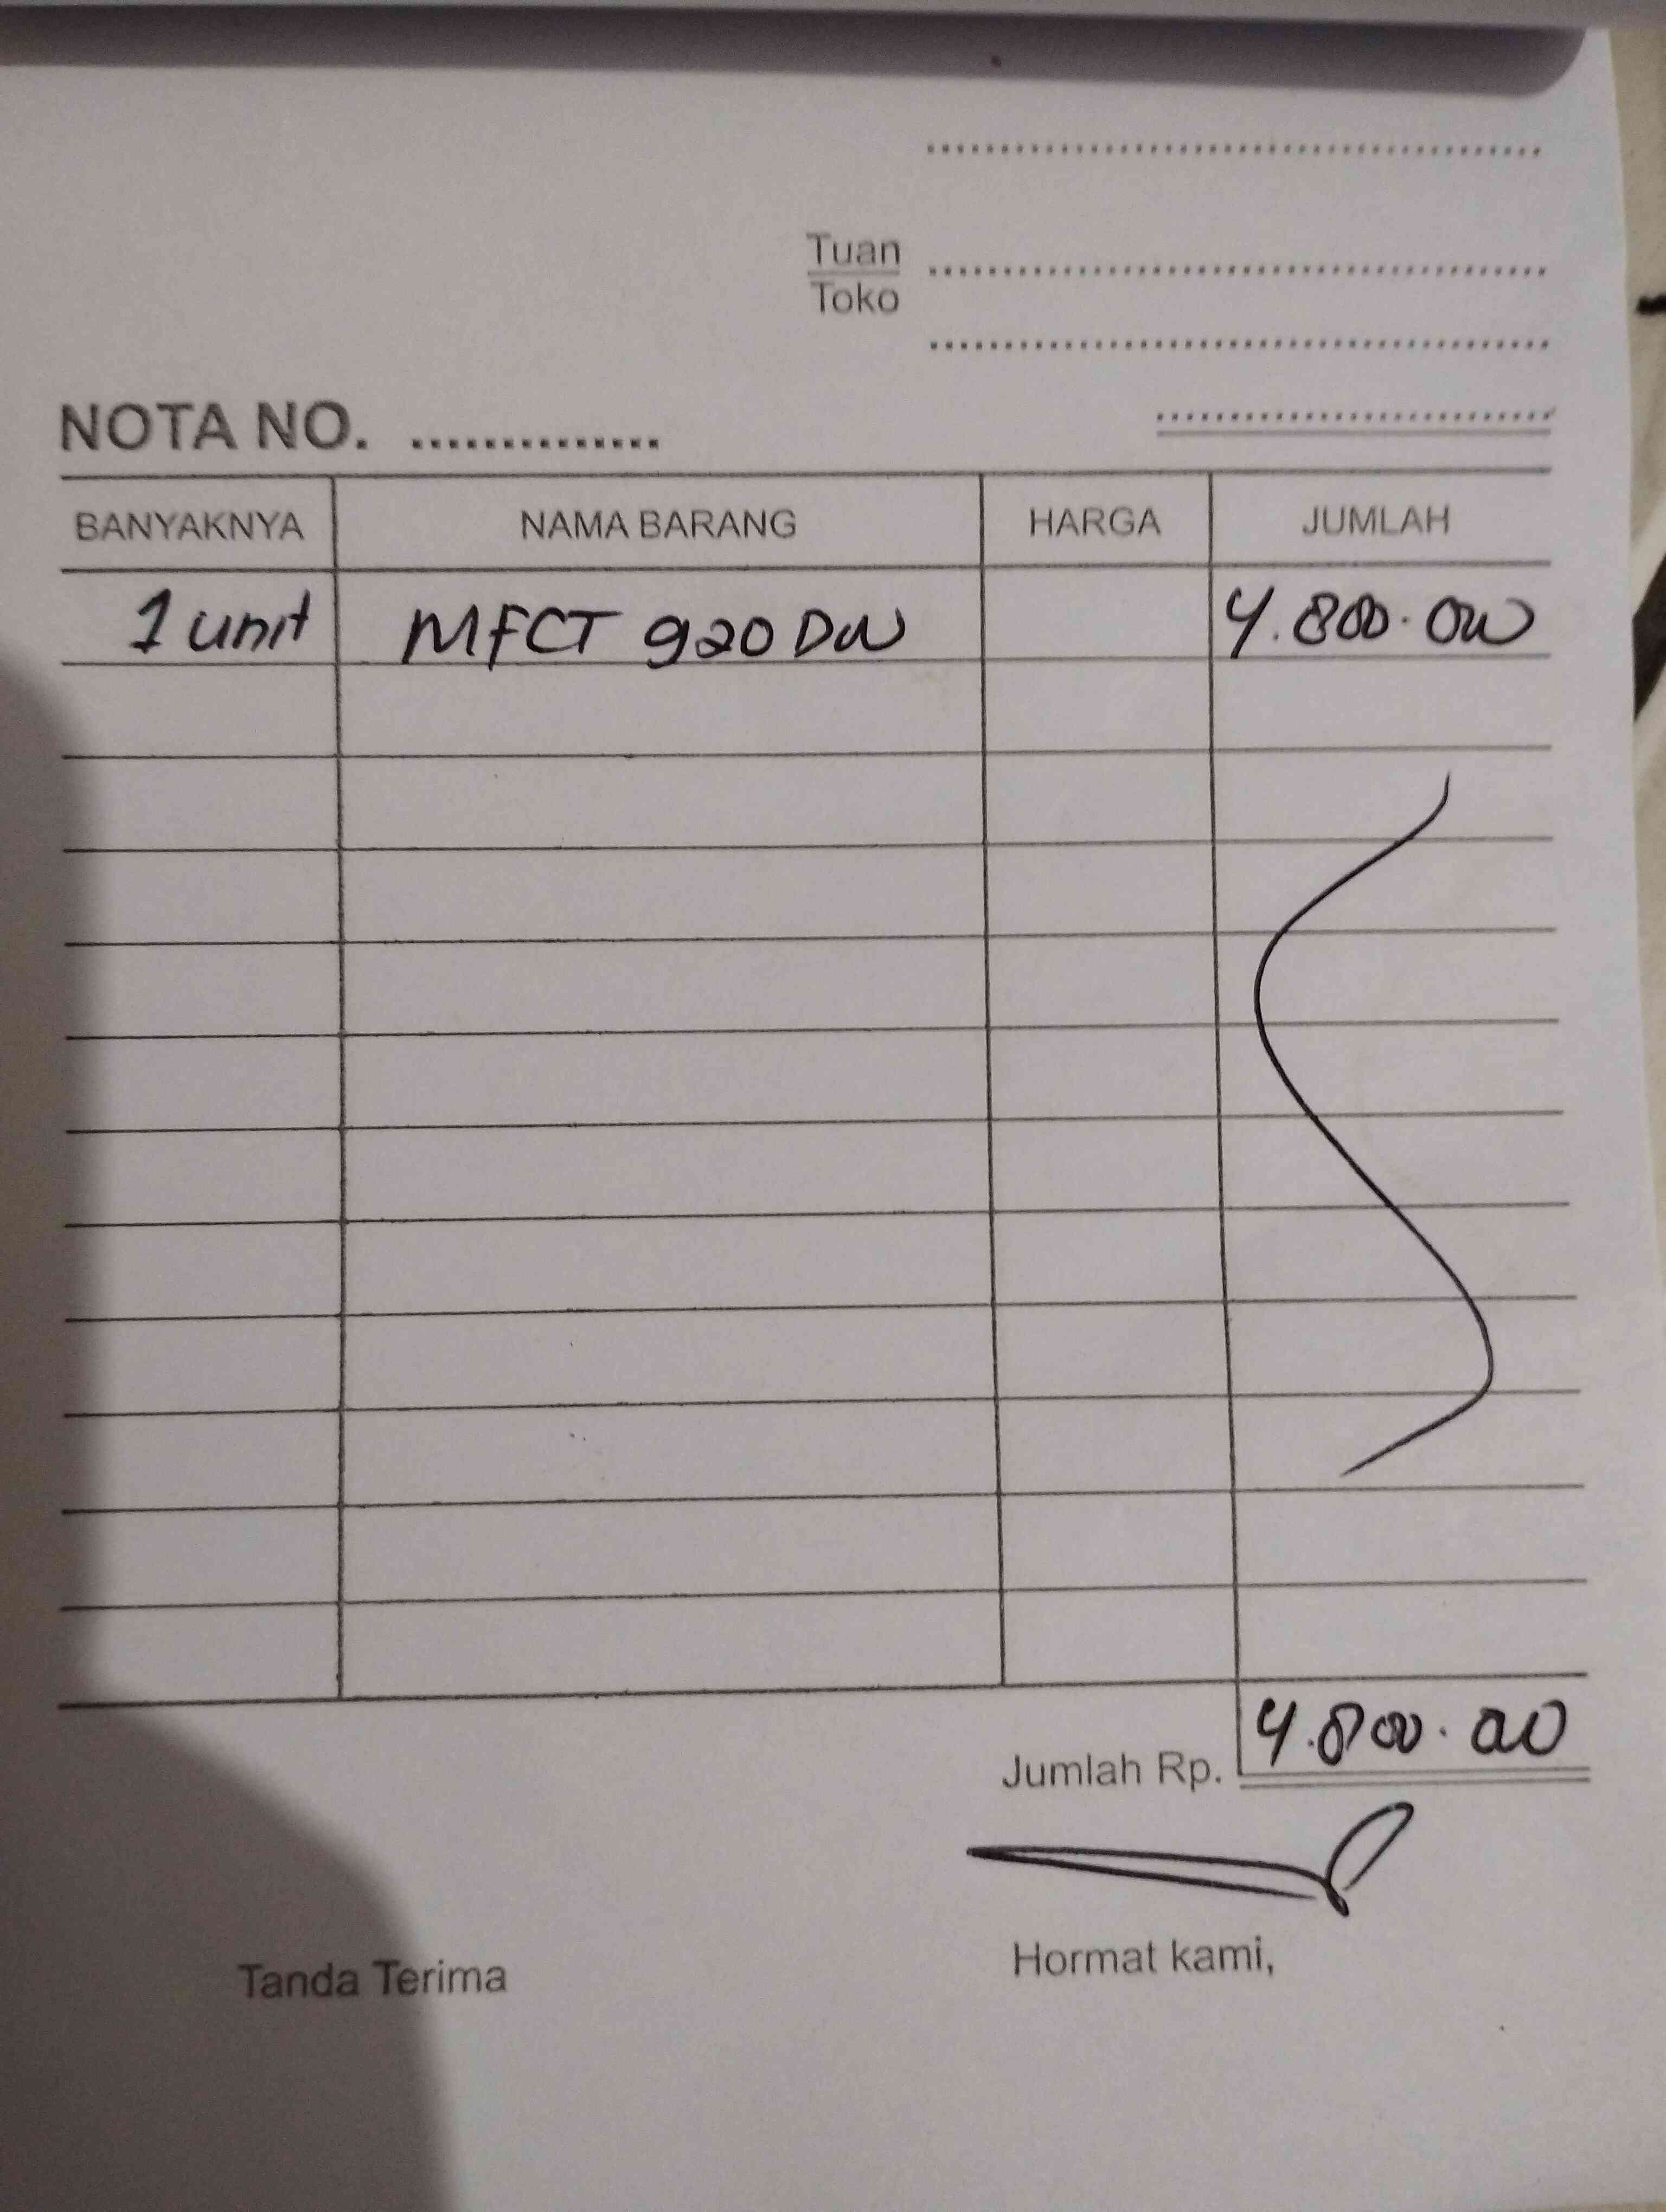 Tuan
Toko
NOTA NO. ..............
BANYAKNYA NAMA BARANG HARGA JUMLAH
1 unit MFCT 920 DW 4.800.000
Jumlah Rp. 4.800.000
Tanda Terima Hormat kami,